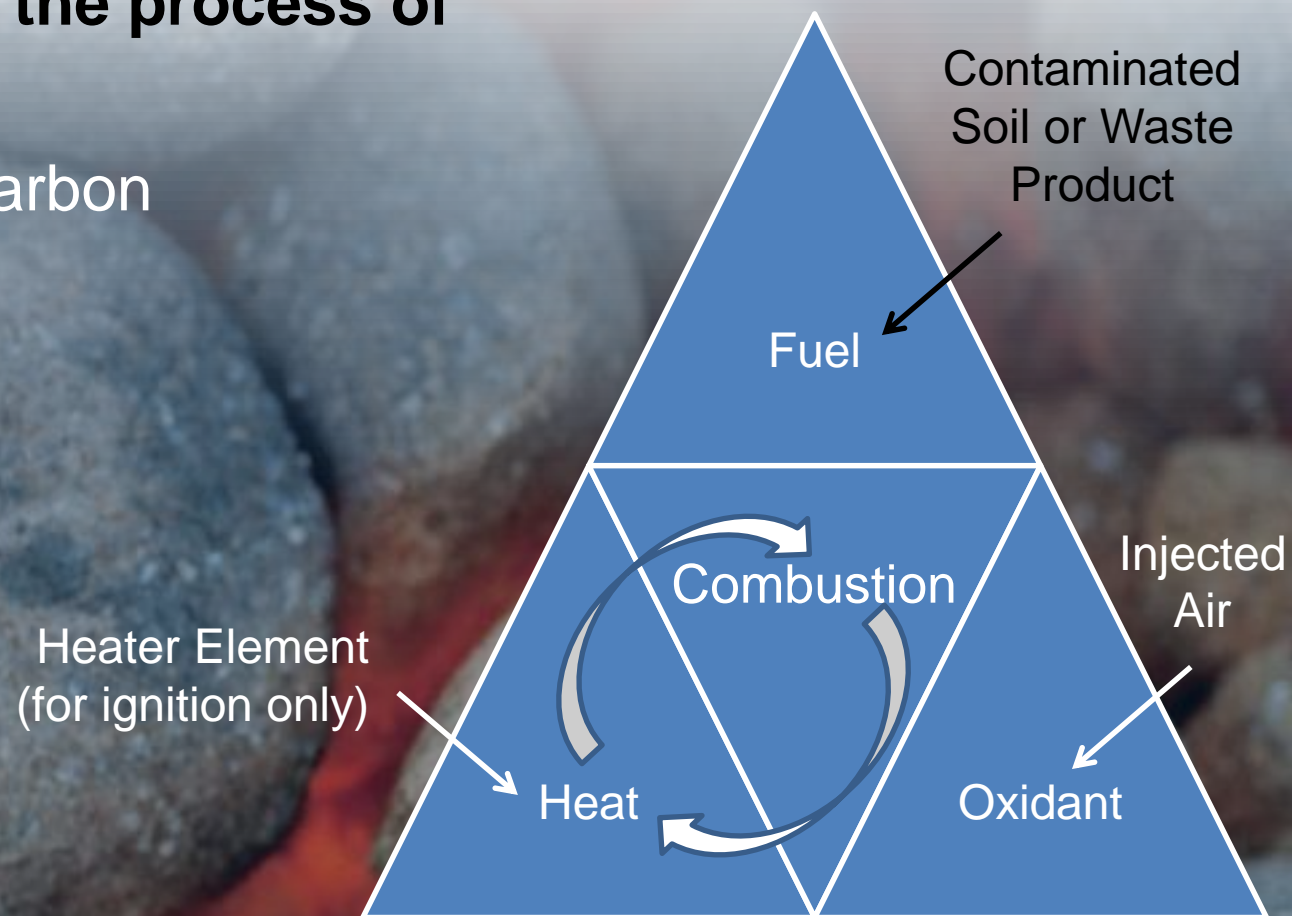 the process of
arbon
Contaminated
Soil or Waste
Product
Fuel
Combustion
Injected
Air
Heater Element
(for ignition only)
Heat
Oxidant